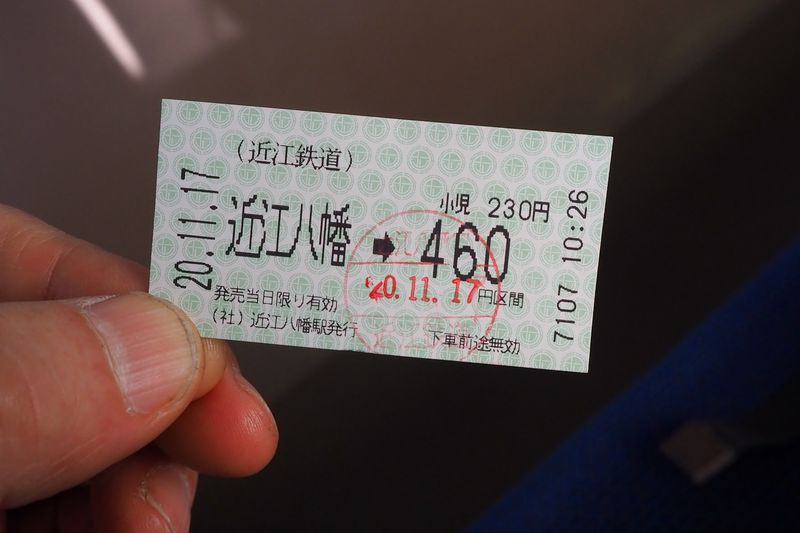 (近江鉄道)
20.11.17
近江八幡 ➡ 460
小児 230円
20.11.17
円区間
発売当日限り有効
(社)近江八幡駅発行
下車前途無効
7107 10:26